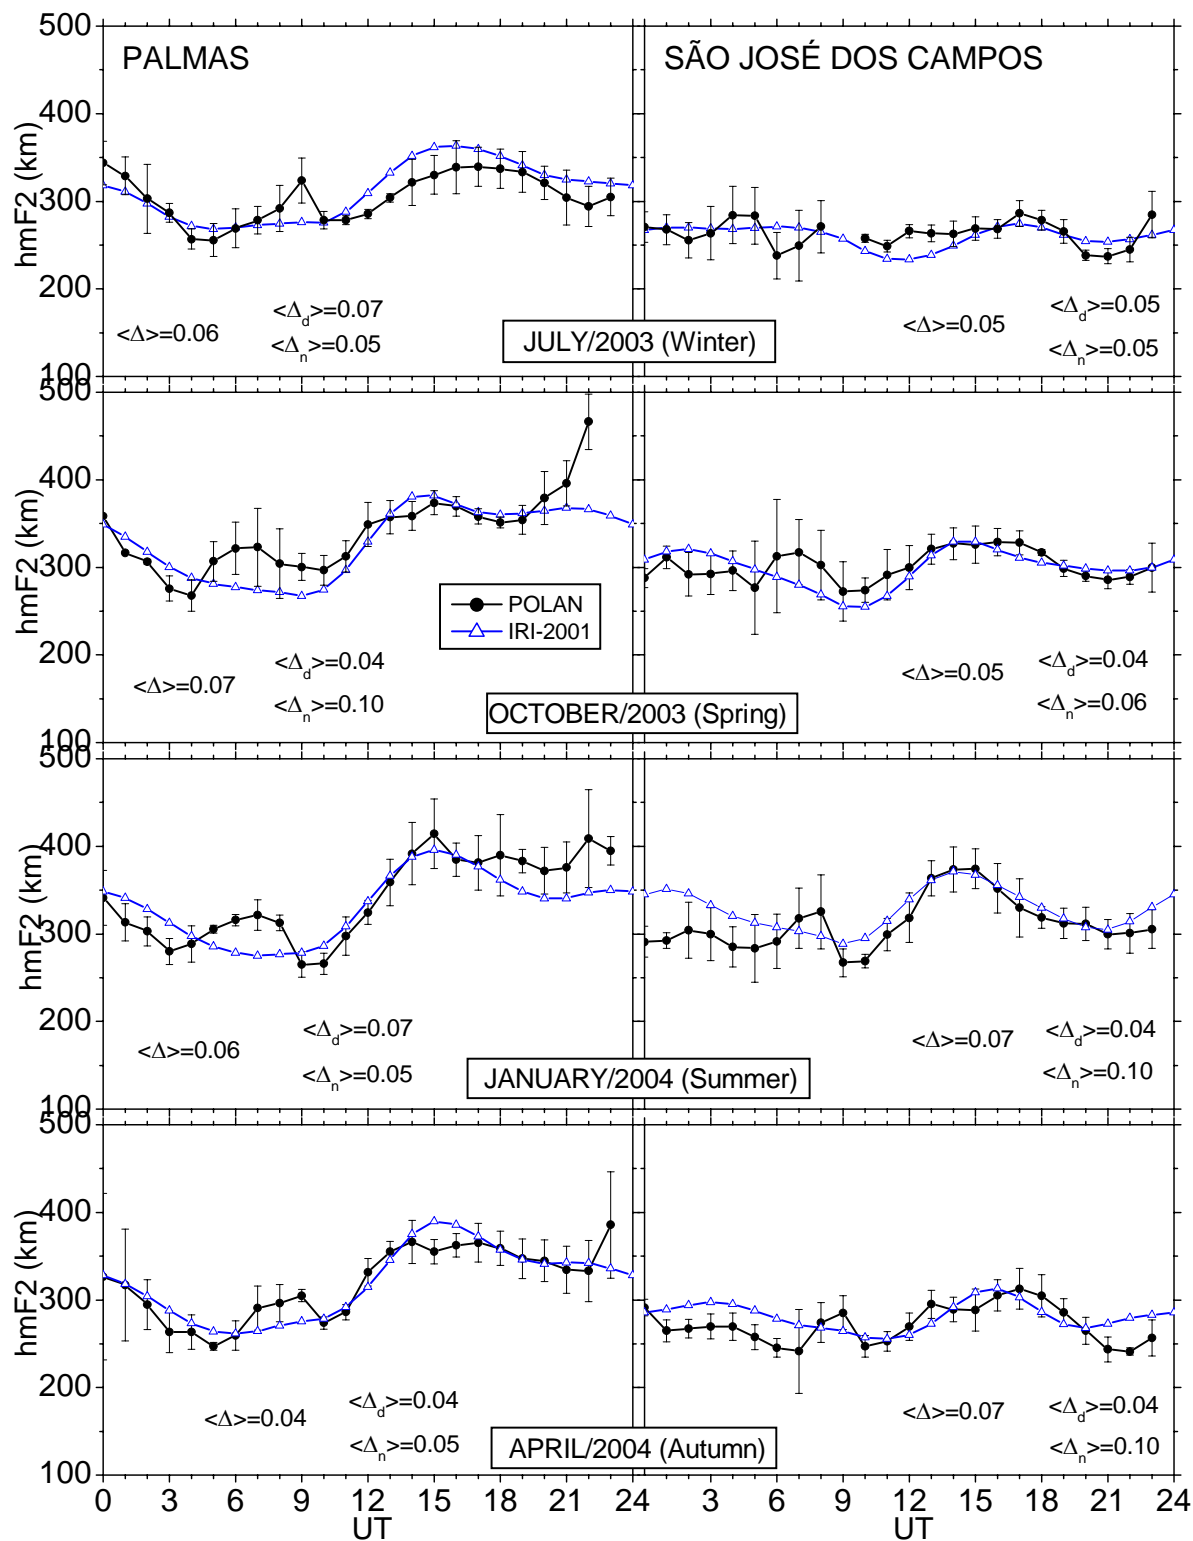 PALMAS
SÃO JOSÉ DOS CAMPOS
500
400
300
200
100
hmF2 (km)
<Δ>=0.06
<Δd>=0.07
<Δn>=0.05
JULY/2003 (Winter)
<Δ>=0.05
<Δd>=0.05
<Δn>=0.05
500
400
300
200
100
hmF2 (km)
POLAN
IRI-2001
<Δ>=0.07
<Δd>=0.04
<Δn>=0.10
OCTOBER/2003 (Spring)
<Δ>=0.05
<Δd>=0.04
<Δn>=0.06
500
400
300
200
100
hmF2 (km)
<Δ>=0.06
<Δd>=0.07
<Δn>=0.05
JANUARY/2004 (Summer)
<Δ>=0.07
<Δd>=0.04
<Δn>=0.10
500
400
300
200
100
hmF2 (km)
<Δ>=0.04
<Δd>=0.04
<Δn>=0.05
APRIL/2004 (Autumn)
<Δ>=0.07
<Δd>=0.04
<Δn>=0.10
0 3 6 9 12 15 18 21 24 3 6 9 12 15 18 21 24
UT UT